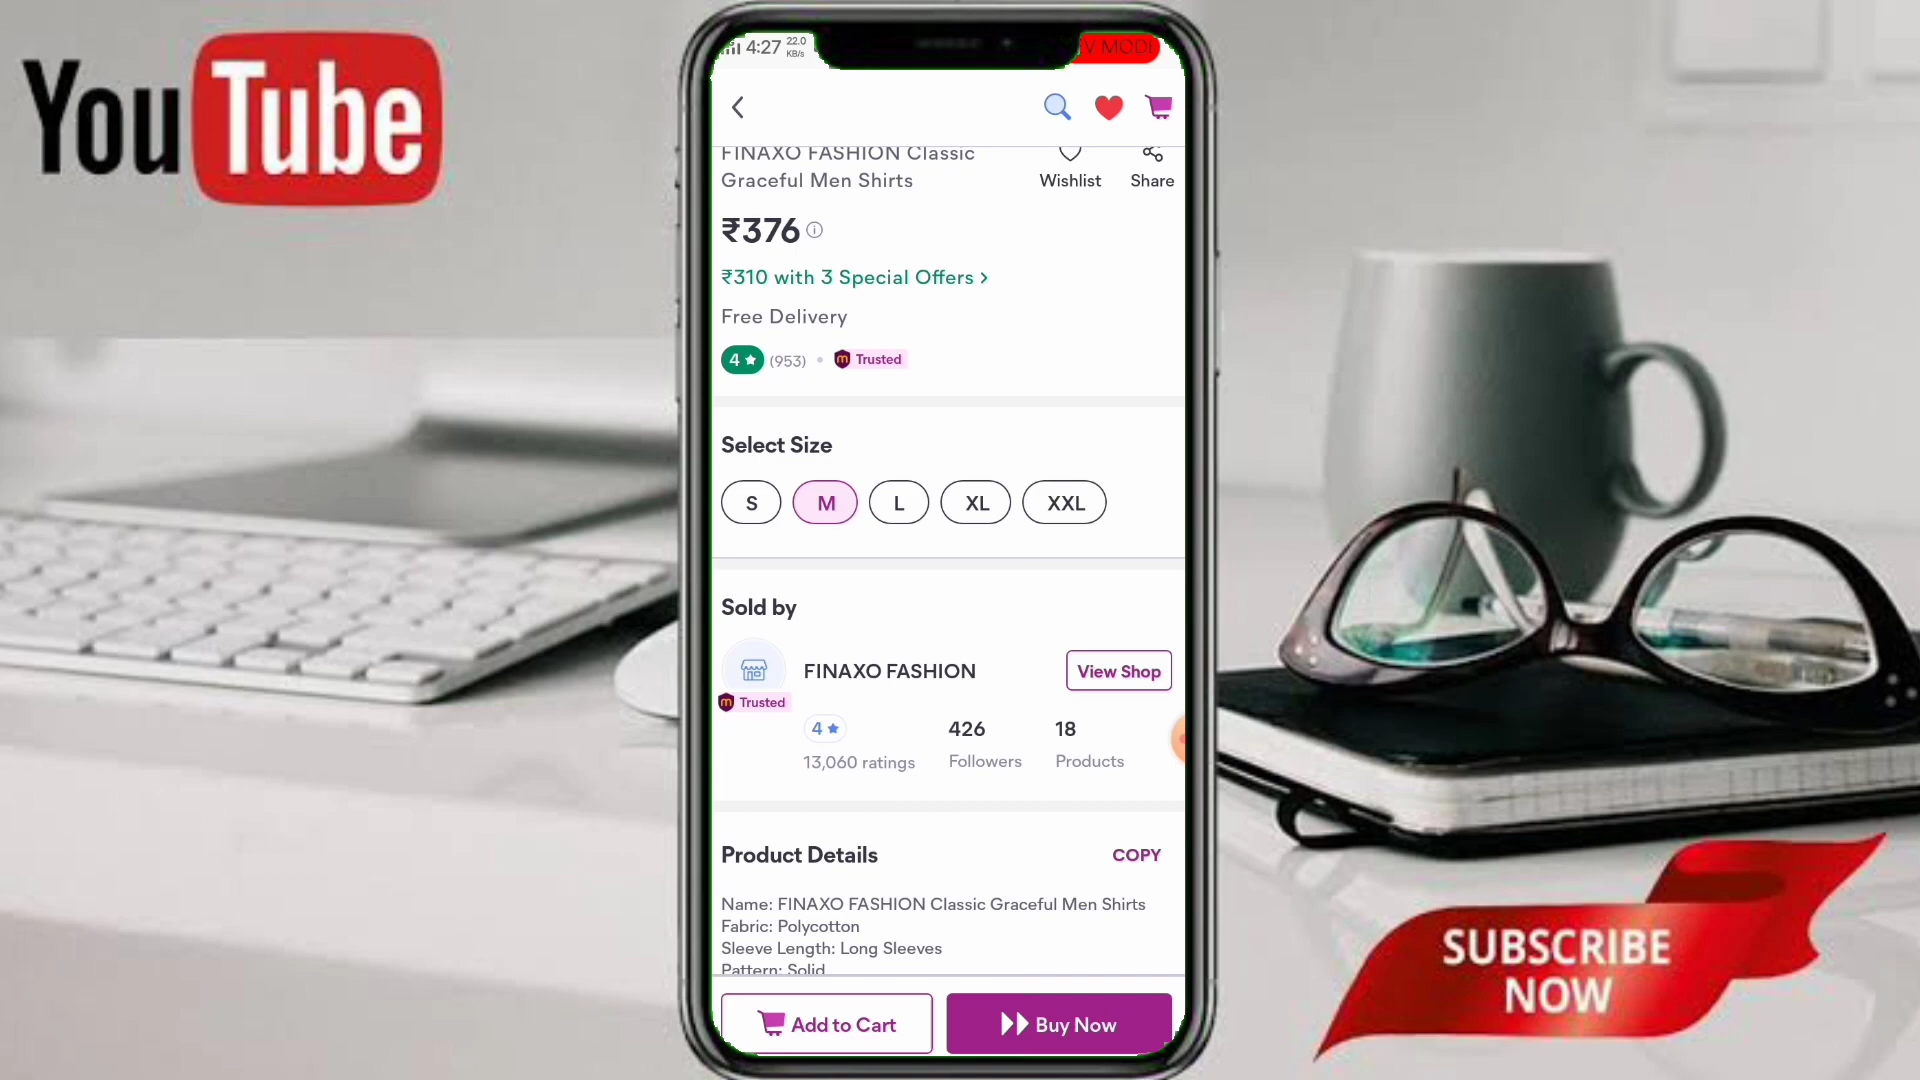 YouTube
4:27 22.0 KB/s
V MODI
FINAXO FASHION Classic
Graceful Men Shirts
Wishlist
Share
₹376
₹310 with 3 Special Offers >
Free Delivery
4 ★ (953) • m Trusted
Select Size
S M L XL XXL
Sold by
FINAXO FASHION
View Shop
m Trusted
4 ★ 426 18
13,060 ratings Followers Products
Product Details
COPY
Name: FINAXO FASHION Classic Graceful Men Shirts
Fabric: Polycotton
Sleeve Length: Long Sleeves
Pattern: Solid
Add to Cart
Buy Now
SUBSCRIBE
NOW